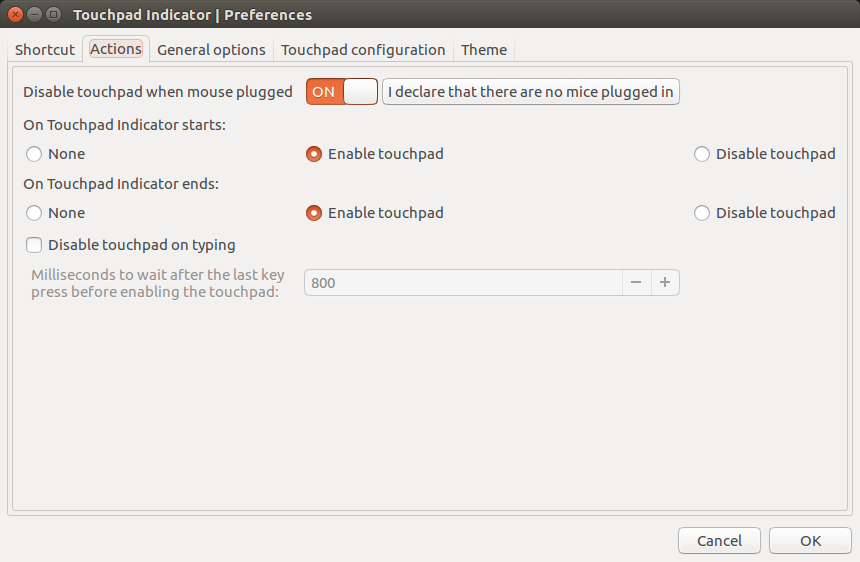 Touchpad Indicator | Preferences
Shortcut Actions General options Touchpad configuration Theme
Disable touchpad when mouse plugged ON I declare that there are no mice plugged in
On Touchpad Indicator starts:
None Enable touchpad Disable touchpad
On Touchpad Indicator ends:
None Enable touchpad Disable touchpad
Disable touchpad on typing
Milliseconds to wait after the last key
press before enabling the touchpad:
800
Cancel OK